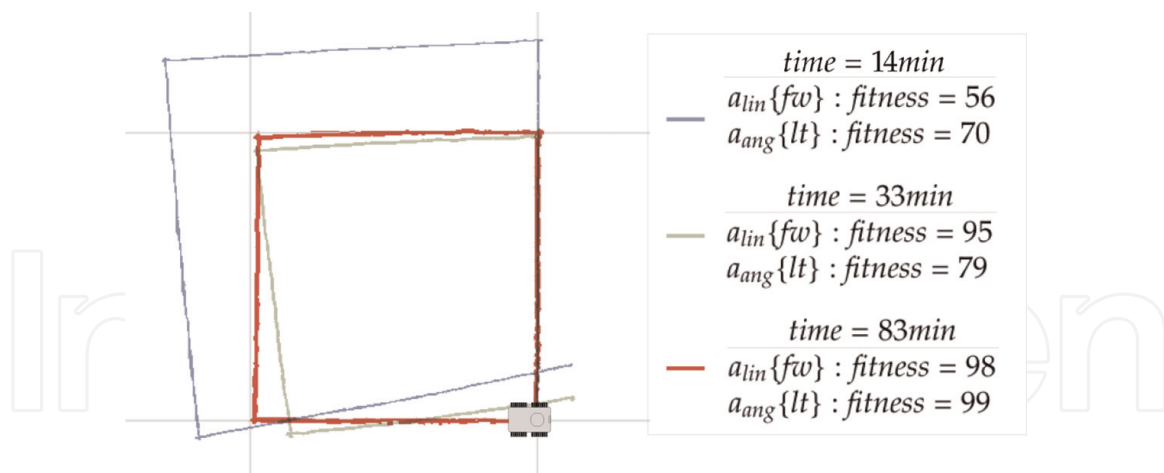 time = 14min
a_lin{fw} : fitness = 56
a_ang{lt} : fitness = 70
time = 33min
a_lin{fw} : fitness = 95
a_ang{lt} : fitness = 79
time = 83min
a_lin{fw} : fitness = 98
a_ang{lt} : fitness = 99